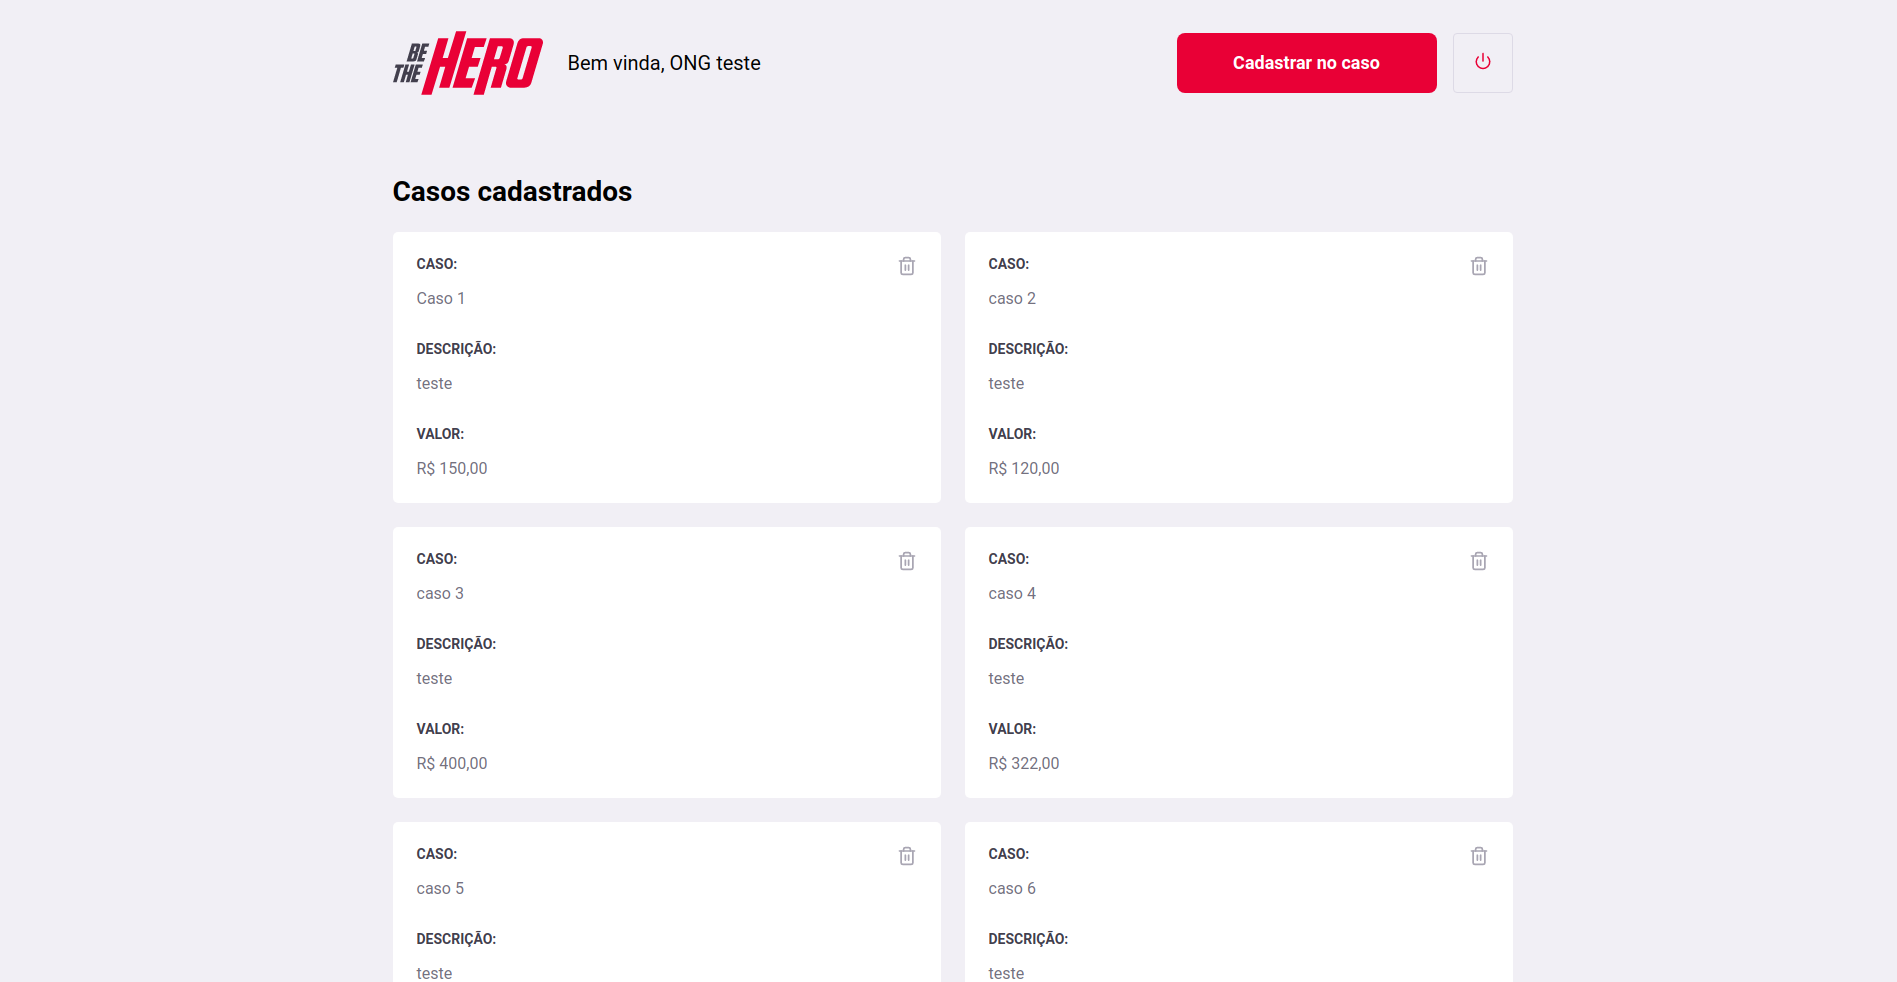 BE
THE HERO
Bem vinda, ONG teste
Cadastrar no caso
Casos cadastrados
CASO:
Caso 1
DESCRIÇÃO:
teste
VALOR:
R$ 150,00
CASO:
caso 2
DESCRIÇÃO:
teste
VALOR:
R$ 120,00
CASO:
caso 3
DESCRIÇÃO:
teste
VALOR:
R$ 400,00
CASO:
caso 4
DESCRIÇÃO:
teste
VALOR:
R$ 322,00
CASO:
caso 5
DESCRIÇÃO:
teste
CASO:
caso 6
DESCRIÇÃO:
teste